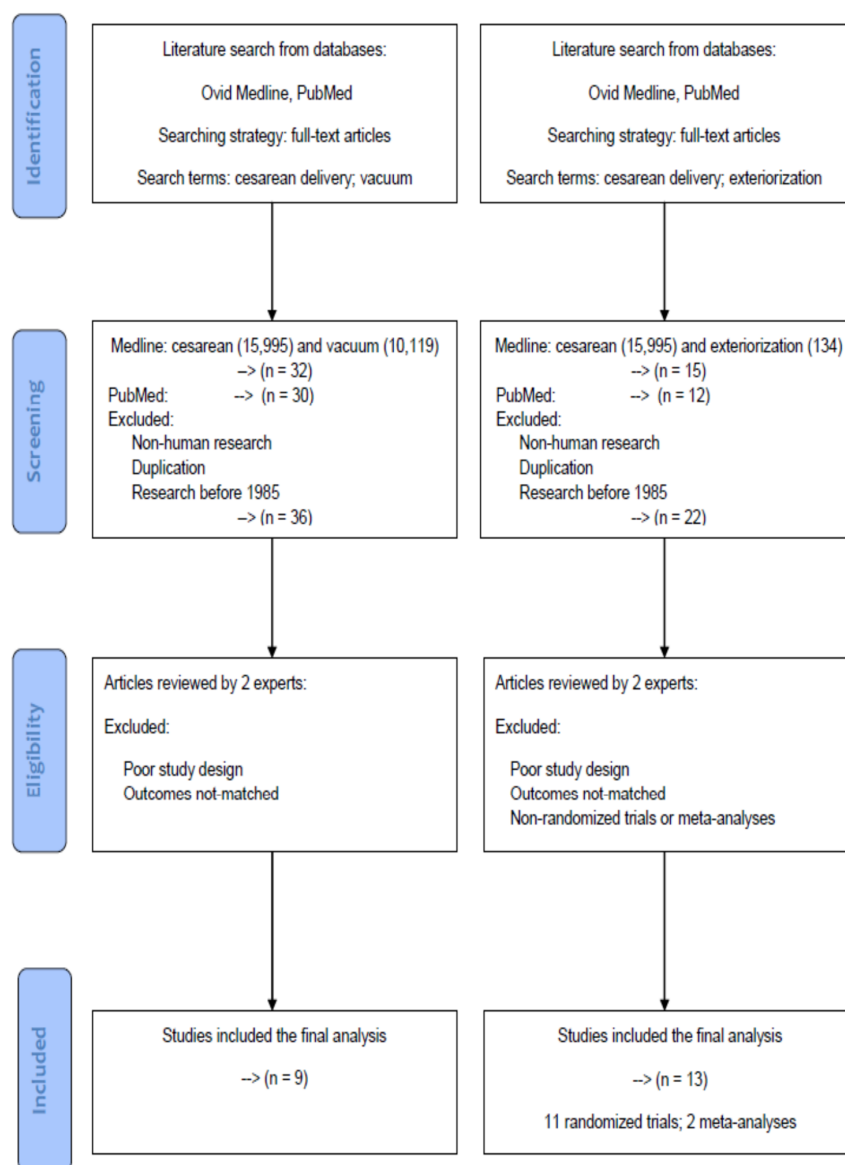 Identification
Literature search from databases:
Ovid Medline, PubMed
Searching strategy: full-text articles
Search terms: cesarean delivery; vacuum
Literature search from databases:
Ovid Medline, PubMed
Searching strategy: full-text articles
Search terms: cesarean delivery; exteriorization
Screening
Medline: cesarean (15,995) and vacuum (10,119)
--> (n = 32)
PubMed: --> (n = 30)
Excluded:
Non-human research
Duplication
Research before 1985
--> (n = 36)
Medline: cesarean (15,995) and exteriorization (134)
--> (n = 15)
PubMed: --> (n = 12)
Excluded:
Non-human research
Duplication
Research before 1985
--> (n = 22)
Eligibility
Articles reviewed by 2 experts:
Excluded:
Poor study design
Outcomes not-matched
Articles reviewed by 2 experts:
Excluded:
Poor study design
Outcomes not-matched
Non-randomized trials or meta-analyses
Included
Studies included the final analysis
--> (n = 9)
Studies included the final analysis
--> (n = 13)
11 randomized trials; 2 meta-analyses